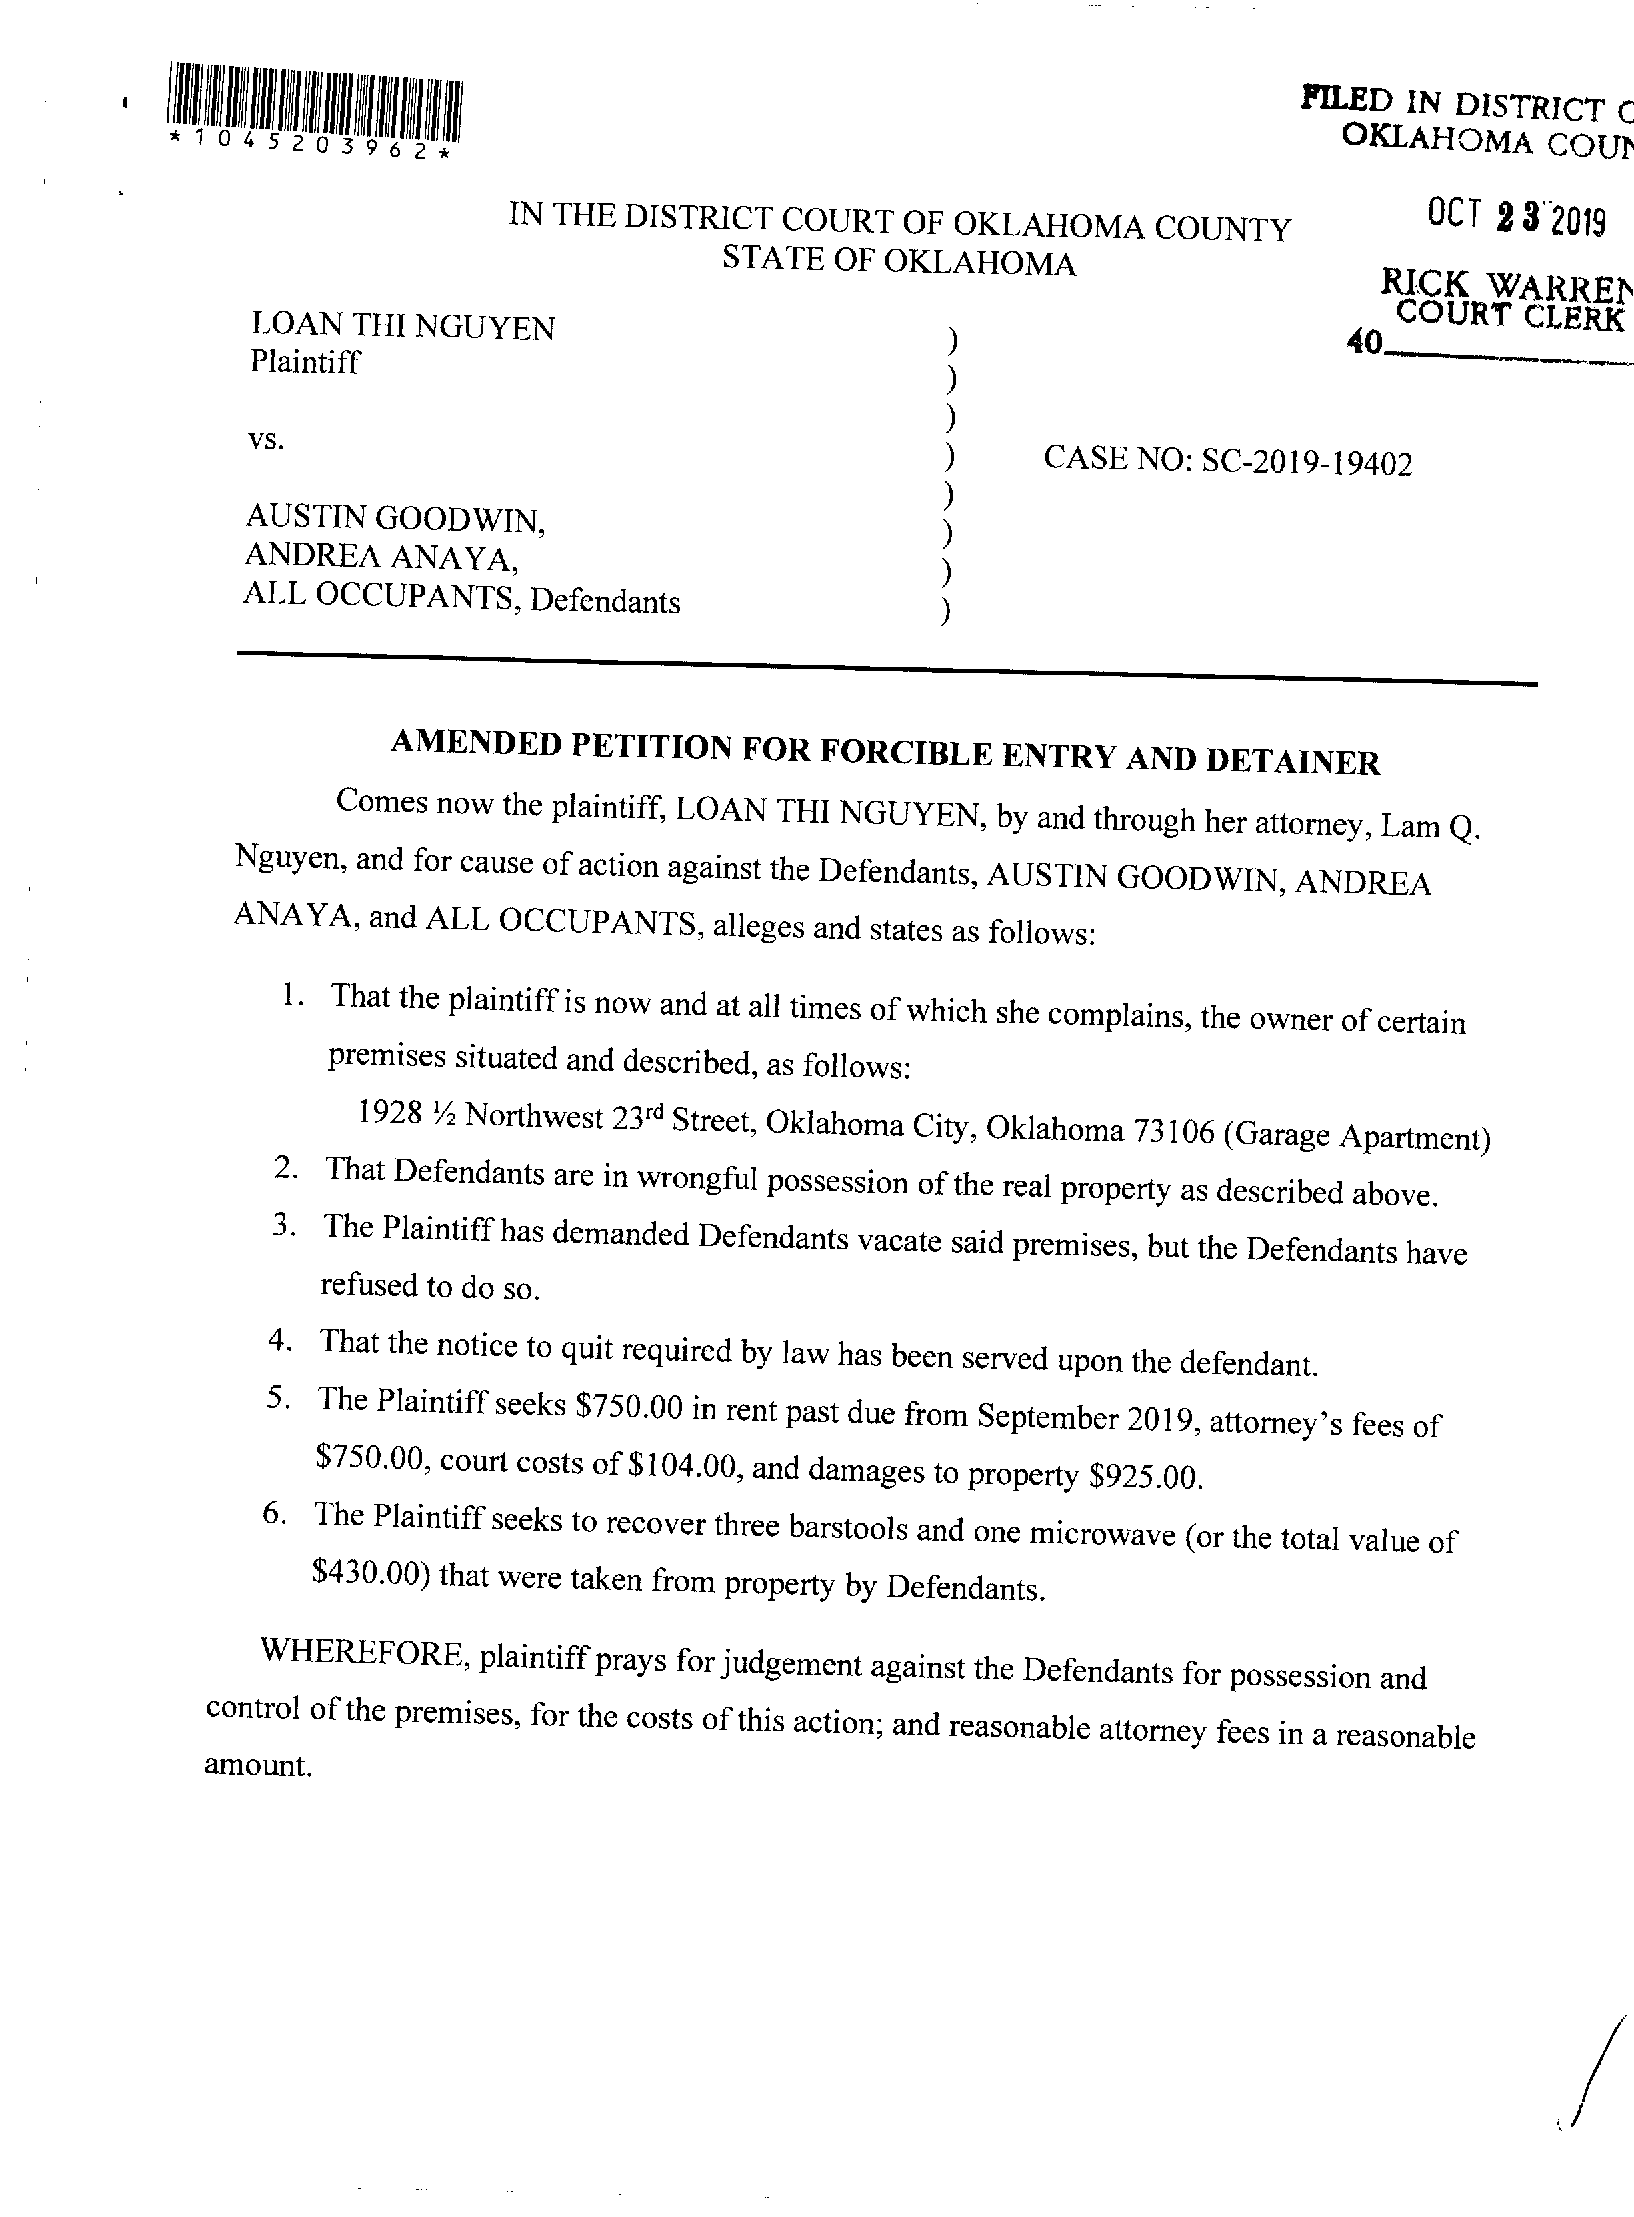 *1045203962*
FILED IN DISTRICT C
OKLAHOMA COUN
OCT 23 2019
RICK WARREN
COURT CLERK
40
IN THE DISTRICT COURT OF OKLAHOMA COUNTY
STATE OF OKLAHOMA
LOAN THI NGUYEN )
Plaintiff )
)
vs. ) CASE NO: SC-2019-19402
)
AUSTIN GOODWIN, )
ANDREA ANAYA, )
ALL OCCUPANTS, Defendants )
AMENDED PETITION FOR FORCIBLE ENTRY AND DETAINER
Comes now the plaintiff, LOAN THI NGUYEN, by and through her attorney, Lam Q.
Nguyen, and for cause of action against the Defendants, AUSTIN GOODWIN, ANDREA
ANAYA, and ALL OCCUPANTS, alleges and states as follows:
1. That the plaintiff is now and at all times of which she complains, the owner of certain
premises situated and described, as follows:
1928 ½ Northwest 23rd Street, Oklahoma City, Oklahoma 73106 (Garage Apartment)
2. That Defendants are in wrongful possession of the real property as described above.
3. The Plaintiff has demanded Defendants vacate said premises, but the Defendants have
refused to do so.
4. That the notice to quit required by law has been served upon the defendant.
5. The Plaintiff seeks $750.00 in rent past due from September 2019, attorney's fees of
$750.00, court costs of $104.00, and damages to property $925.00.
6. The Plaintiff seeks to recover three barstools and one microwave (or the total value of
$430.00) that were taken from property by Defendants.
WHEREFORE, plaintiff prays for judgement against the Defendants for possession and
control of the premises, for the costs of this action; and reasonable attorney fees in a reasonable
amount.